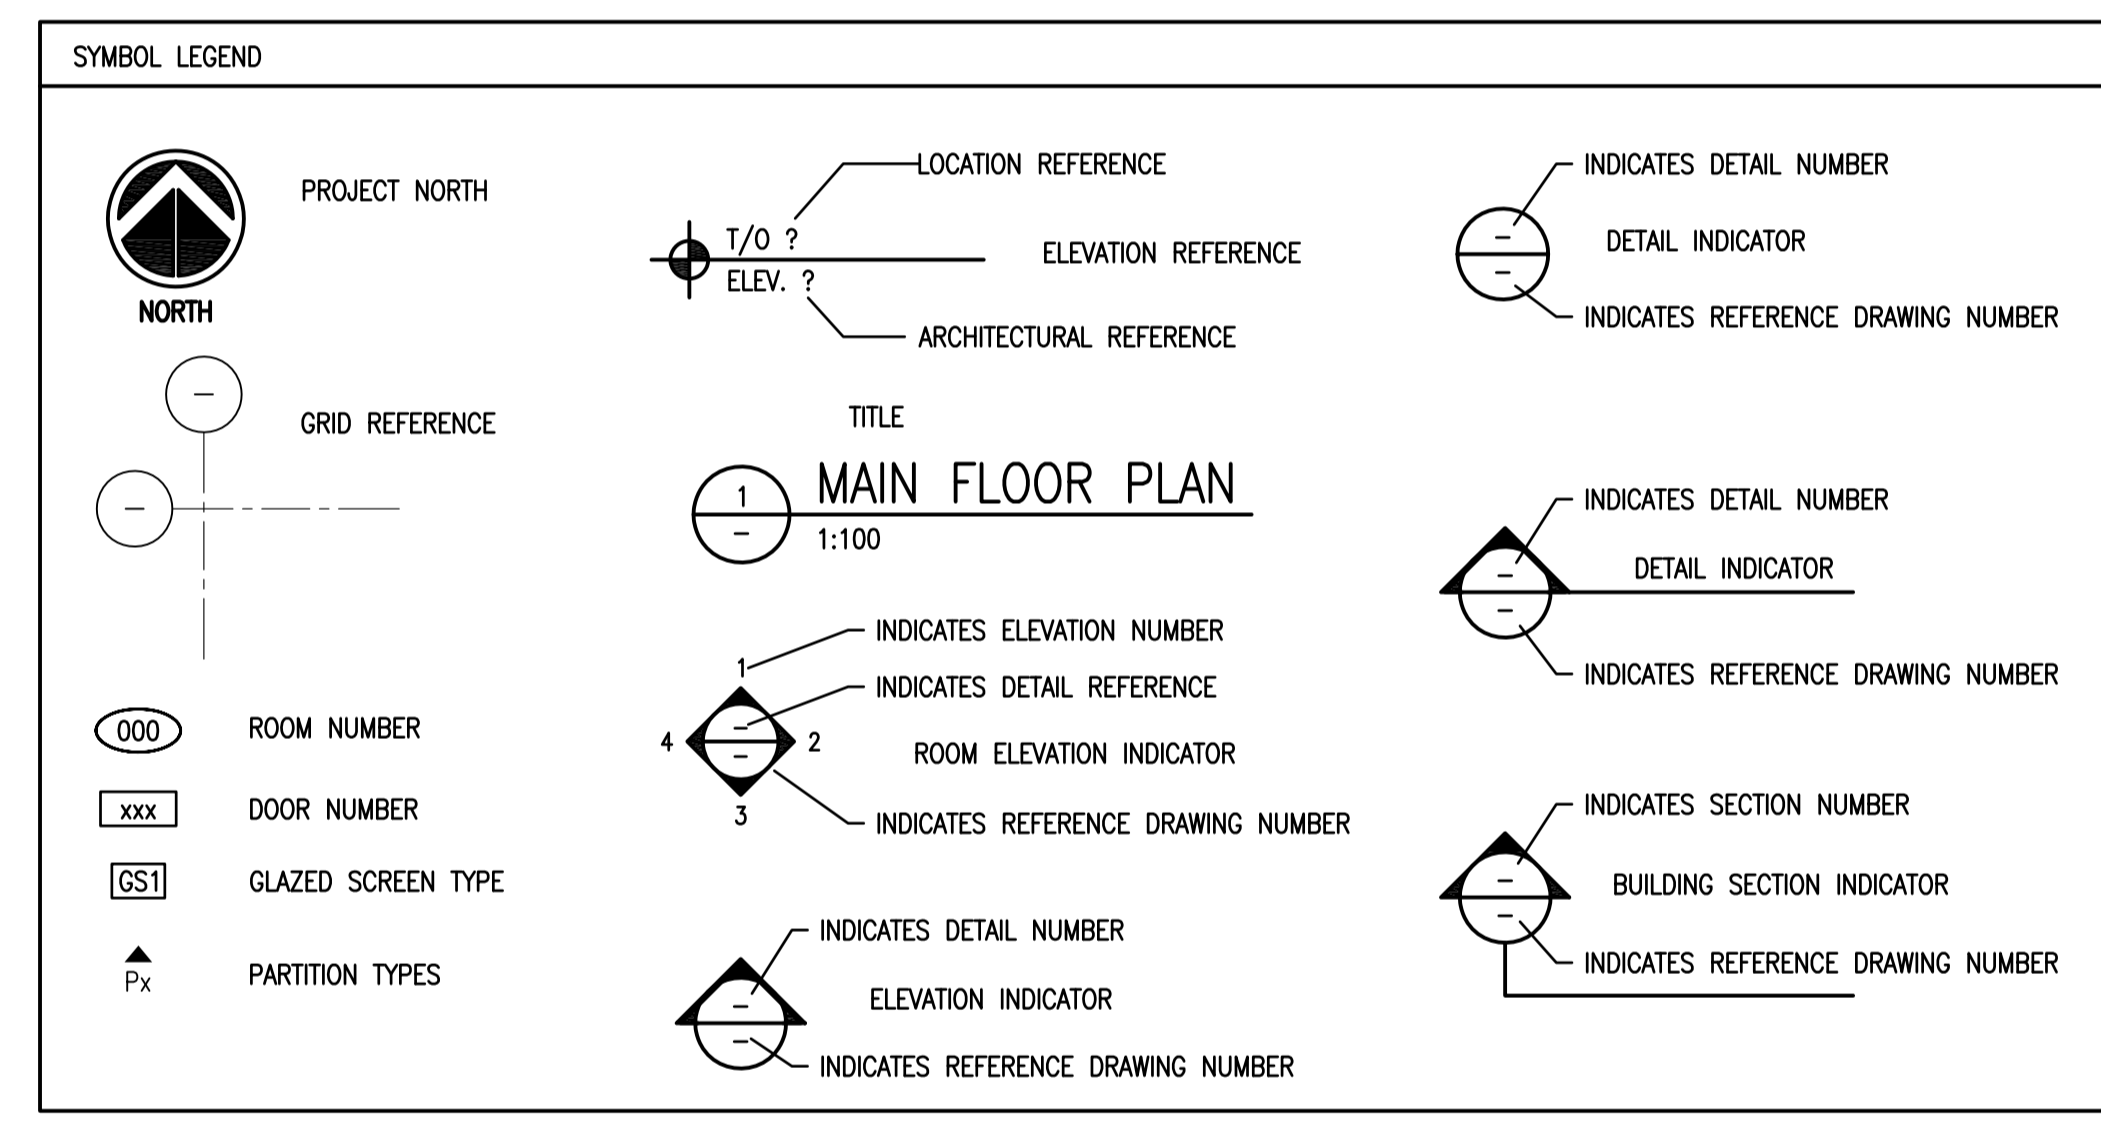 SYMBOL LEGEND
PROJECT NORTH
NORTH
-
-
GRID REFERENCE
000
ROOM NUMBER
xxx
DOOR NUMBER
GS1
GLAZED SCREEN TYPE
Px
PARTITION TYPES
LOCATION REFERENCE
T/O ?
ELEV. ?
ELEVATION REFERENCE
ARCHITECTURAL REFERENCE
TITLE
1
-
MAIN FLOOR PLAN
1:100
INDICATES ELEVATION NUMBER
1
INDICATES DETAIL REFERENCE
4
-
-
2
ROOM ELEVATION INDICATOR
3
INDICATES REFERENCE DRAWING NUMBER
INDICATES DETAIL NUMBER
-
-
ELEVATION INDICATOR
INDICATES REFERENCE DRAWING NUMBER
INDICATES DETAIL NUMBER
-
-
DETAIL INDICATOR
INDICATES REFERENCE DRAWING NUMBER
INDICATES DETAIL NUMBER
-
-
DETAIL INDICATOR
INDICATES REFERENCE DRAWING NUMBER
INDICATES SECTION NUMBER
-
-
BUILDING SECTION INDICATOR
INDICATES REFERENCE DRAWING NUMBER